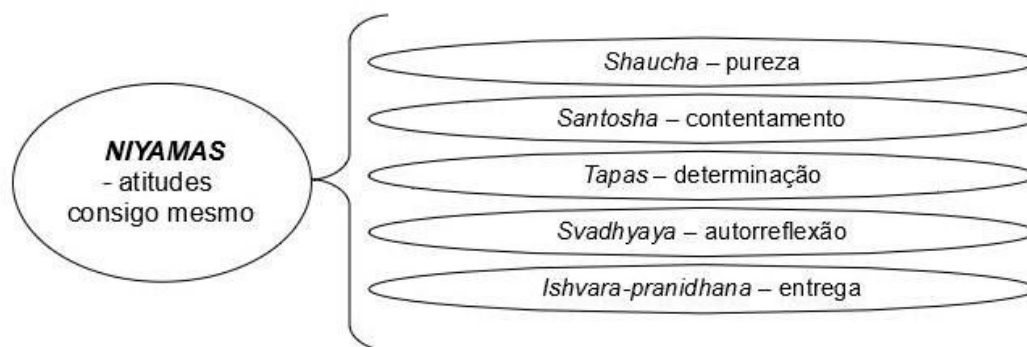 NIYAMAS
- atitudes
consigo mesmo
Shaucha – pureza
Santosha – contentamento
Tapas – determinação
Svadhyaya – autorreflexão
Ishvara-pranidhana – entrega